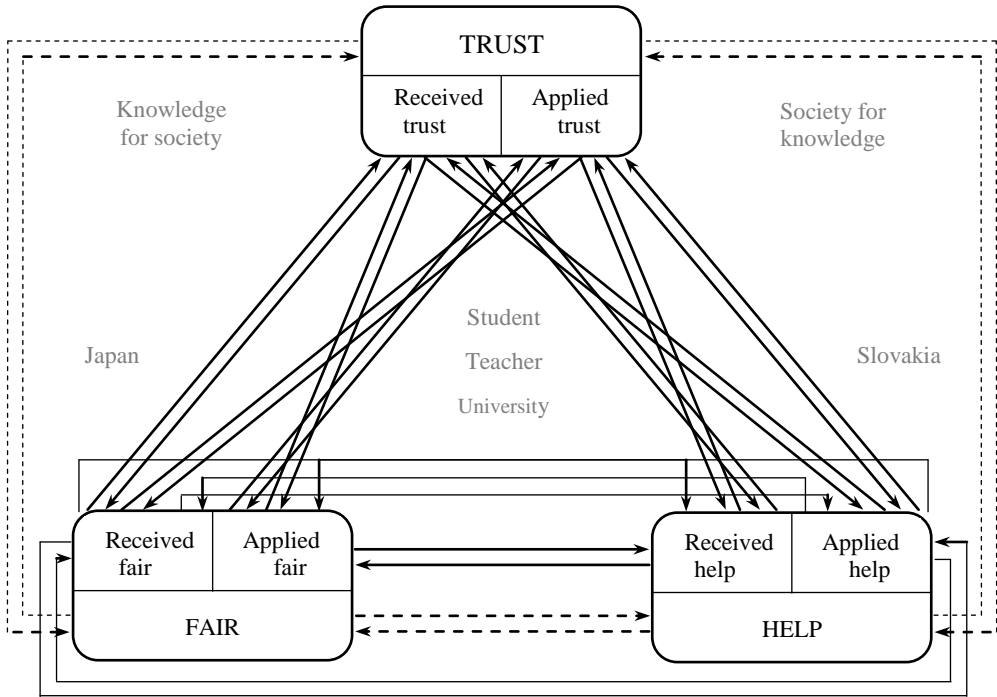 TRUST
Received
trust
Applied
trust
Knowledge
for society
Society for
knowledge
Student
Japan
Teacher
Slovakia
University
Received
fair
Applied
fair
Received
help
Applied
help
FAIR
HELP